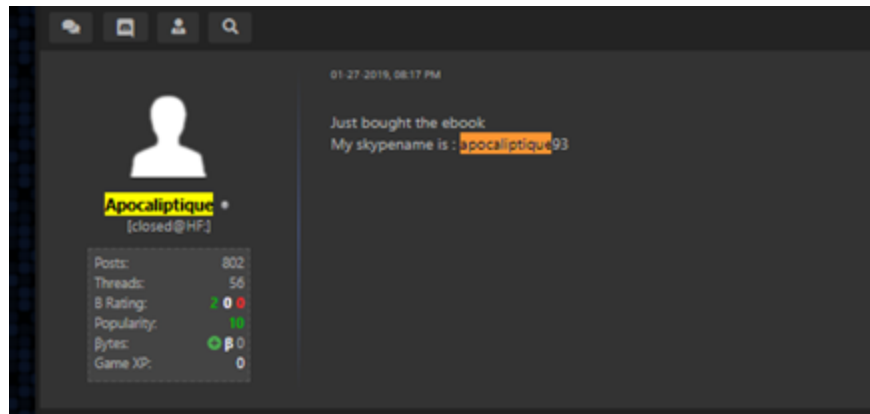 01-27-2019, 08:17 PM
Just bought the ebook
My skypename is : apocaliptique93
Apocaliptique
[closed@HF:]
Posts: 802
Threads: 56
B Rating: 2 0 0
Popularity: 10
βytes: β 0
Game XP: 0